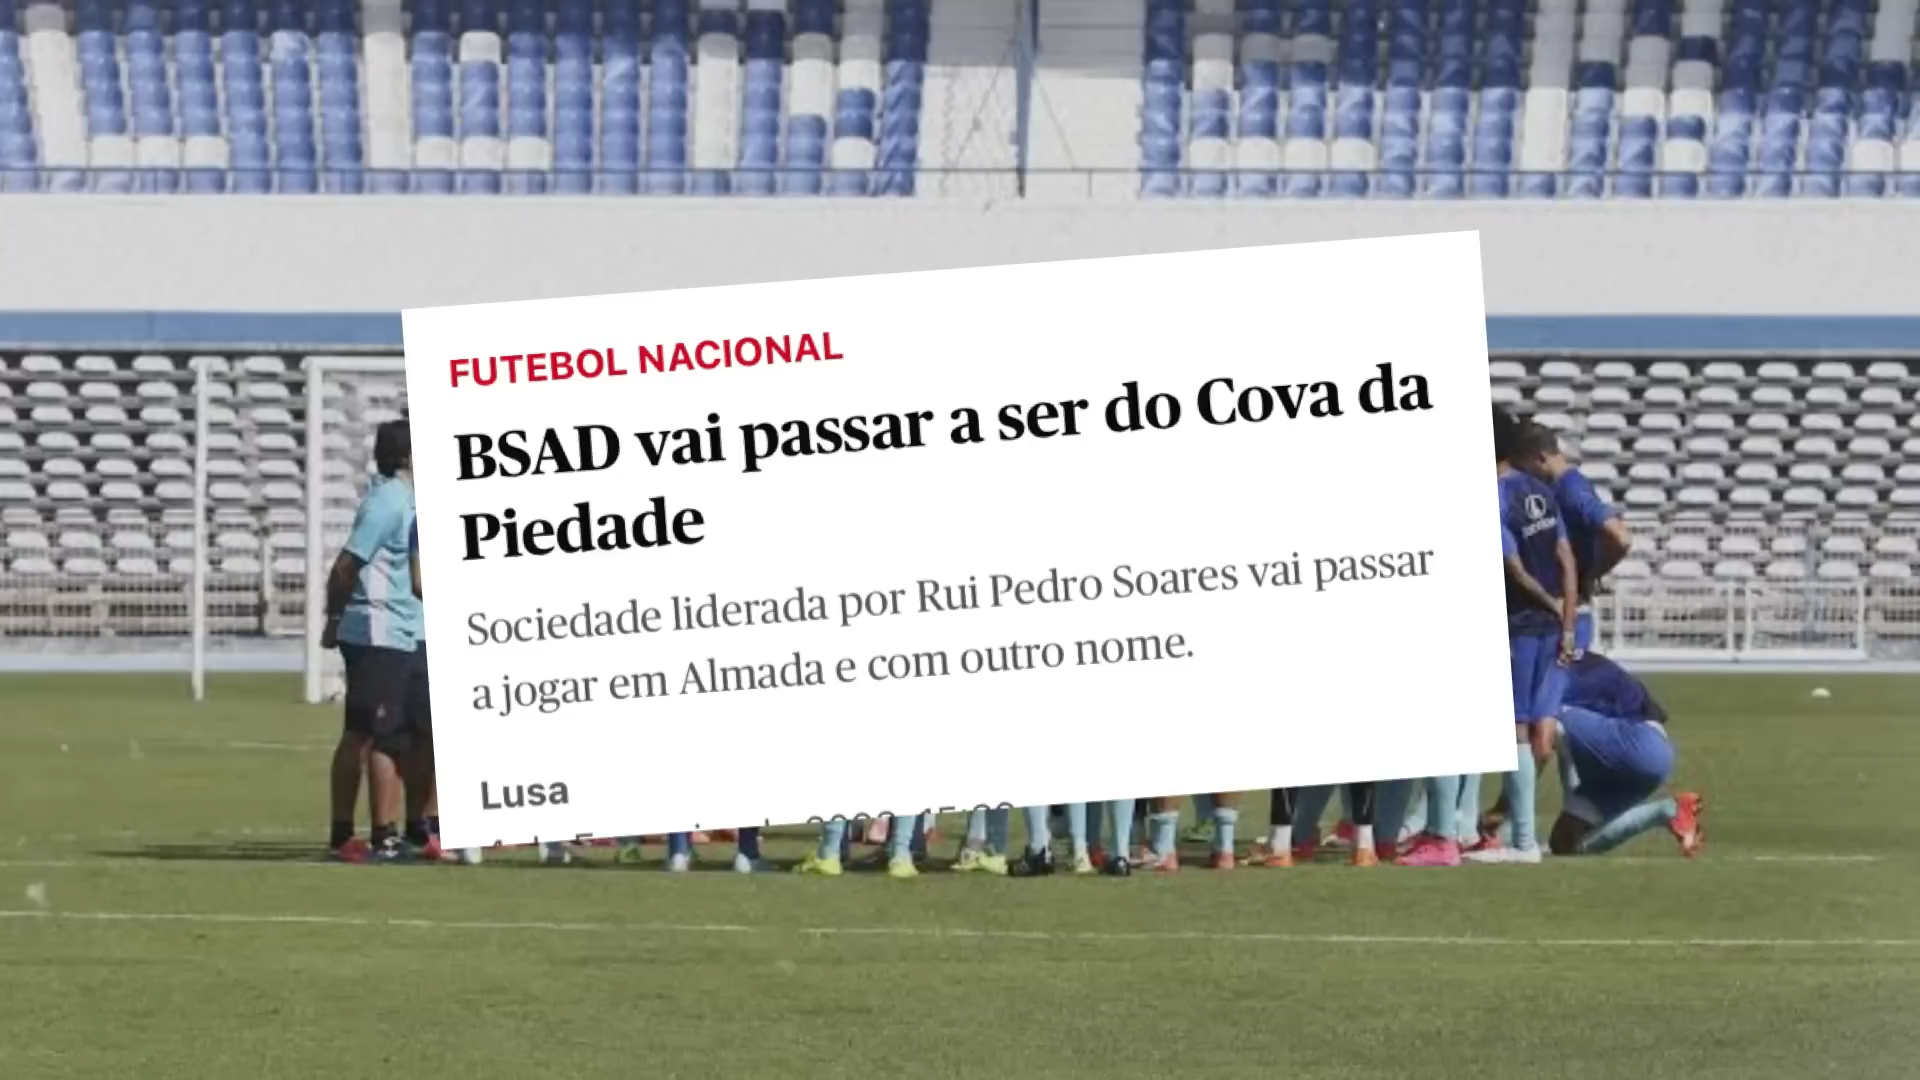 FUTEBOL NACIONAL
BSAD vai passar a ser do Cova da
Piedade
Sociedade liderada por Rui Pedro Soares vai passar
a jogar em Almada e com outro nome.
Lusa